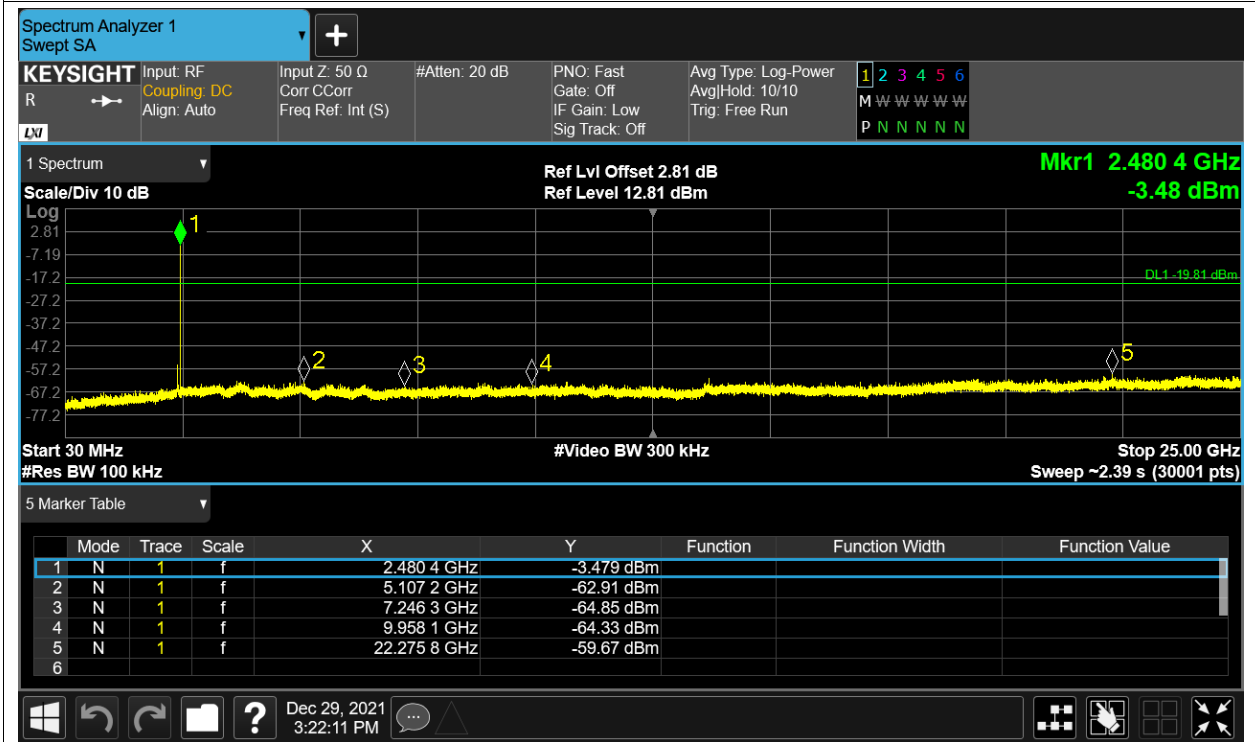 Spectrum Analyzer 1
Swept SA
+
KEYSIGHT
R
LXI
Input: RF
Coupling: DC
Align: Auto
Input Z: 50 Ω
Corr CCorr
Freq Ref: Int (S)
#Atten: 20 dB
PNO: Fast
Gate: Off
IF Gain: Low
Sig Track: Off
Avg Type: Log-Power
Avg|Hold: 10/10
Trig: Free Run
1 2 3 4 5 6
M W W W W W
P N N N N N
1 Spectrum
Scale/Div 10 dB
Ref Lvl Offset 2.81 dB
Ref Level 12.81 dBm
Mkr1 2.480 4 GHz
-3.48 dBm
Log
2.81
-7.19
-17.2
-27.2
-37.2
-47.2
-57.2
-67.2
-77.2
1
2
3
4
5
DL1 -19.81 dBm
Start 30 MHz
#Video BW 300 kHz
Stop 25.00 GHz
#Res BW 100 kHz
Sweep ~2.39 s (30001 pts)
5 Marker Table
Mode Trace Scale X Y Function Function Width Function Value
1 N 1 f 2.480 4 GHz -3.479 dBm
2 N 1 f 5.107 2 GHz -62.91 dBm
3 N 1 f 7.246 3 GHz -64.85 dBm
4 N 1 f 9.958 1 GHz -64.33 dBm
5 N 1 f 22.275 8 GHz -59.67 dBm
6
?
Dec 29, 2021
3:22:11 PM